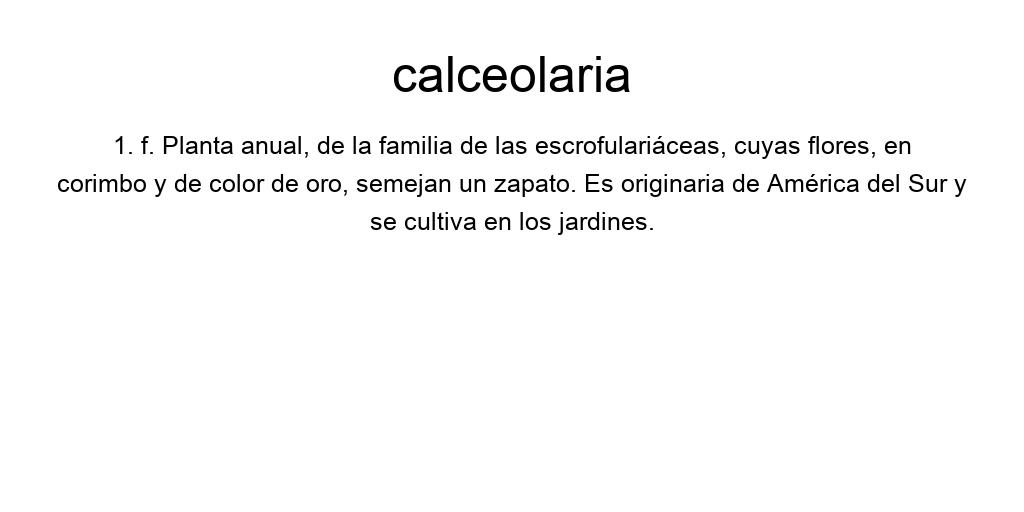 calceolaria
1. f. Planta anual, de la familia de las escrofulariáceas, cuyas flores, en
corimbo y de color de oro, semejan un zapato. Es originaria de América del Sur y
se cultiva en los jardines.